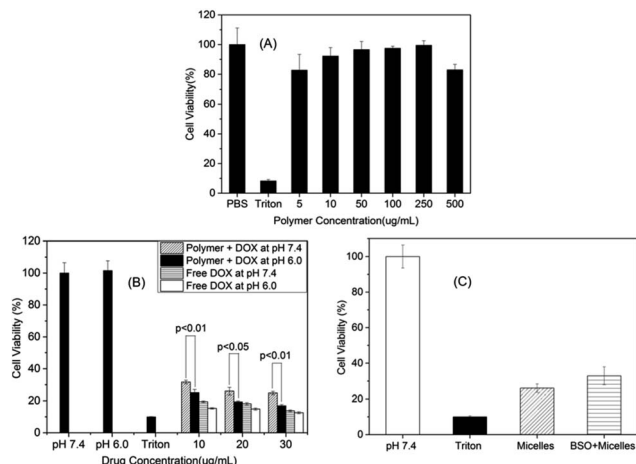 (A)
Cell Viability(%)
120
100
80
60
40
20
0
PBS Triton 5 10 50 100 250 500
Polymer Concentration(ug/mL)
(B)
Polymer + DOX at pH 7.4
Polymer + DOX at pH 6.0
Free DOX at pH 7.4
Free DOX at pH 6.0
Cell Viability (%)
120
100
80
60
40
20
0
p<0.01
p<0.05
p<0.01
pH 7.4 pH 6.0 Triton 10 20 30
Drug Concentration(ug/mL)
(C)
Cell Viability (%)
120
100
80
60
40
20
0
pH 7.4 Triton Micelles BSO+Micelles